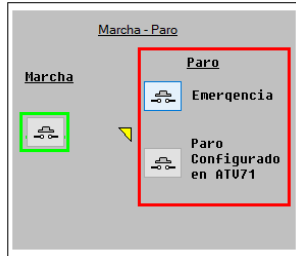 Marcha - Paro
Marcha
Paro
Emergencia
Paro
Configurado
en ATV71